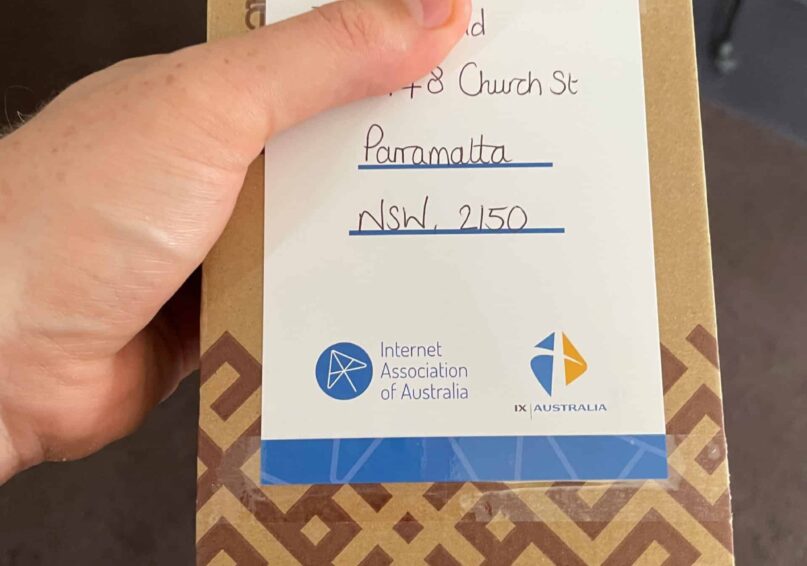 Church St
Parramatta
NSW, 2150
Internet
Association
of Australia
IX AUSTRALIA